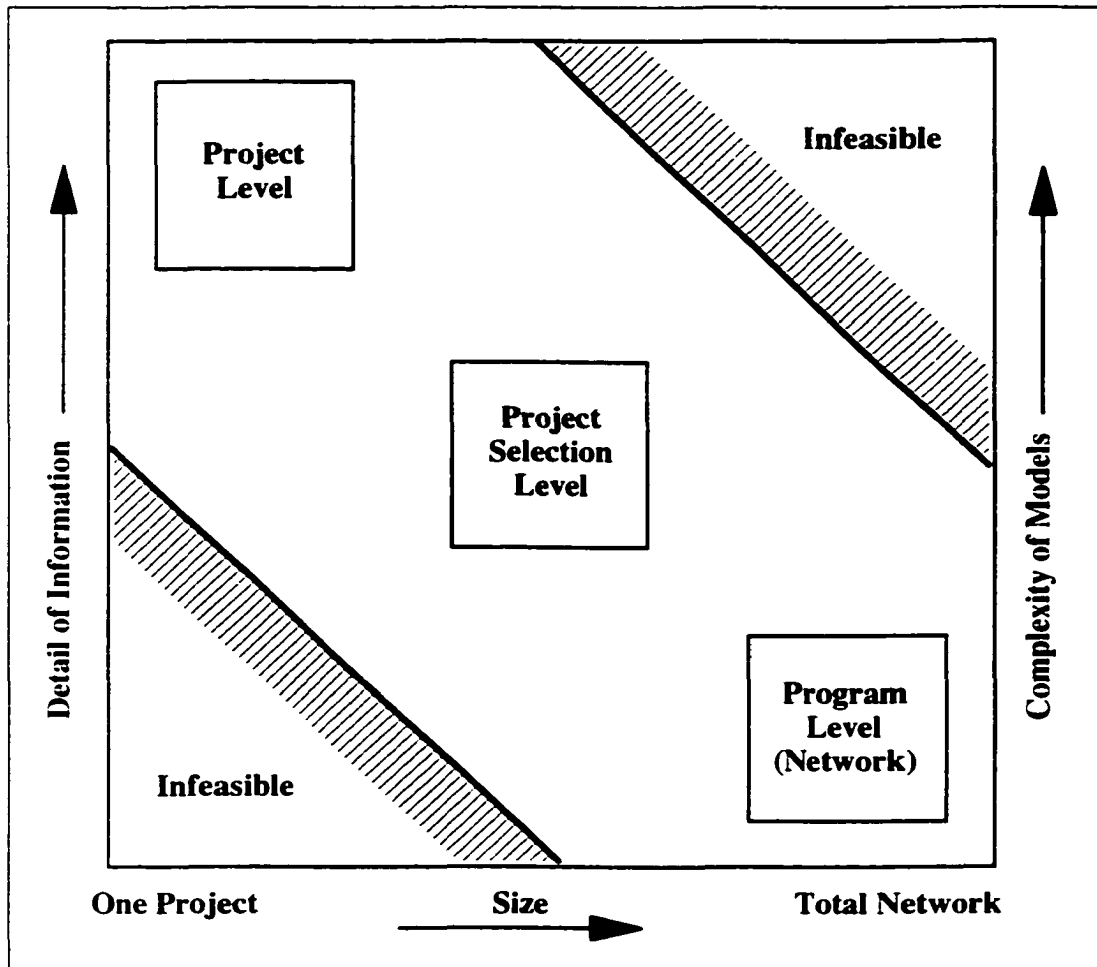 Project
Level
Infeasible
Project
Selection
Level
Program
Level
(Network)
Infeasible
Detail of Information
Complexity of Models
One Project
Size
Total Network